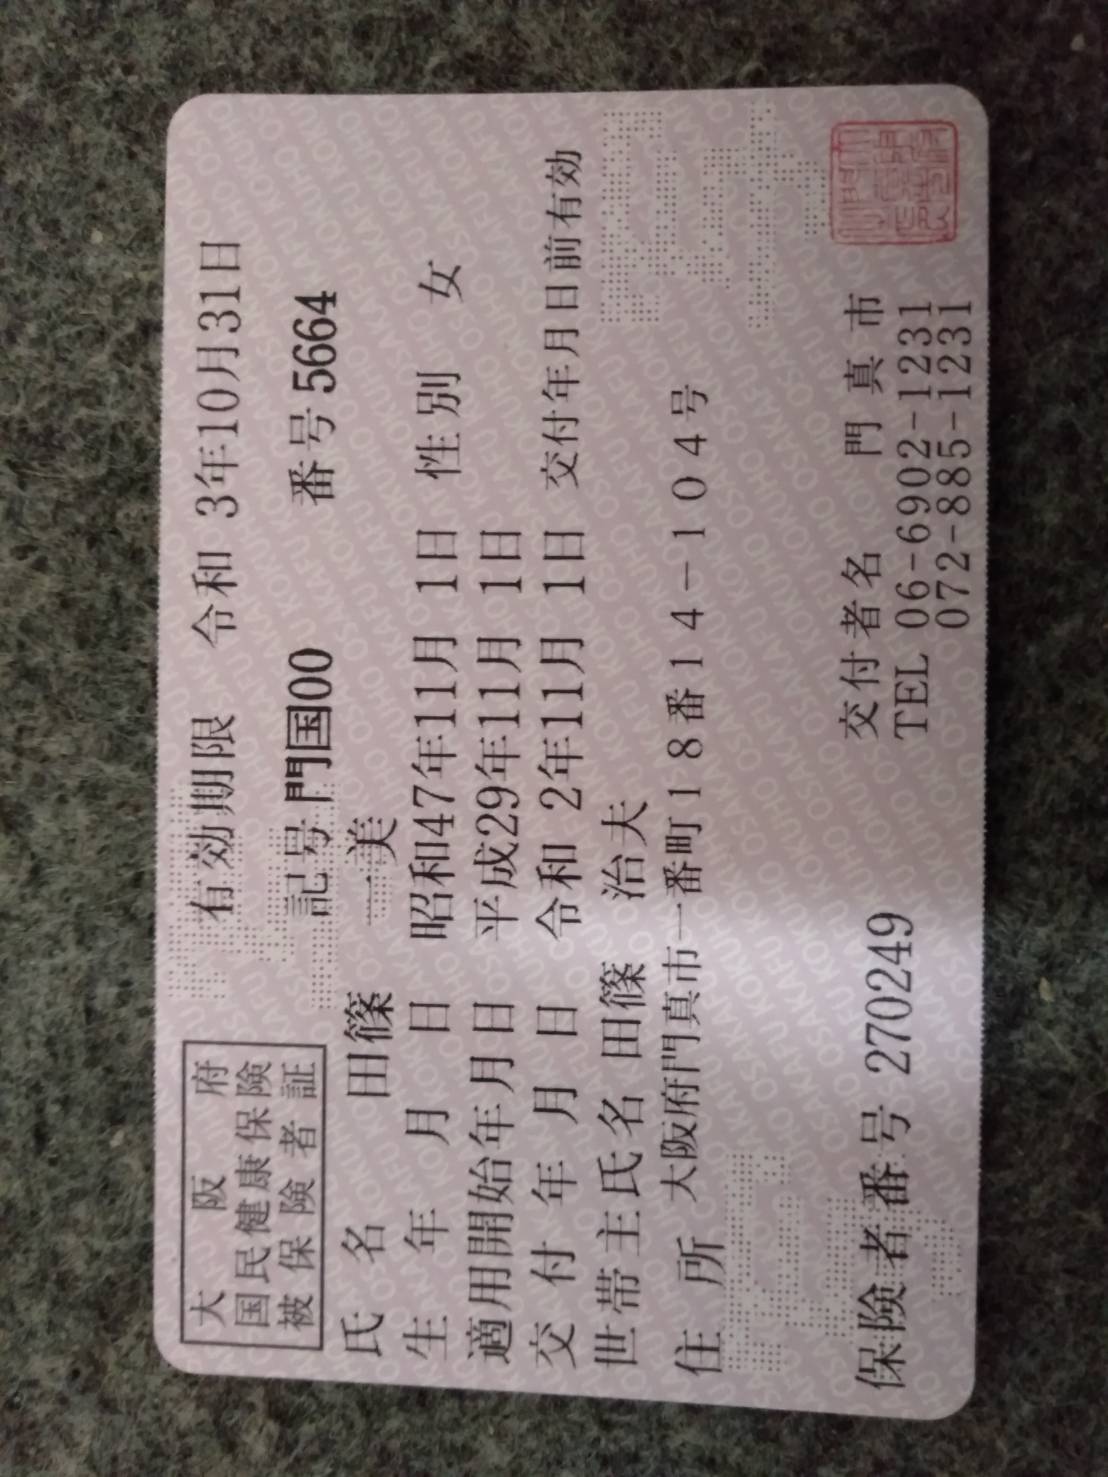 大阪府
国民健康保険
被保険者証
有効期限 令和 3年10月31日
記号 門国00 番号 5664
氏名 田篠 一美
生年月日 昭和47年11月 1日 性別 女
適用開始年月日 平成29年11月 1日
交付年月日 令和 2年11月 1日 交付年月日前有効
世帯主氏名 田篠 治夫
住所 大阪府門真市一番町18番14-104号
保険者番号 270249
交付者名 門真市
TEL 06-6902-1231
072-885-1231